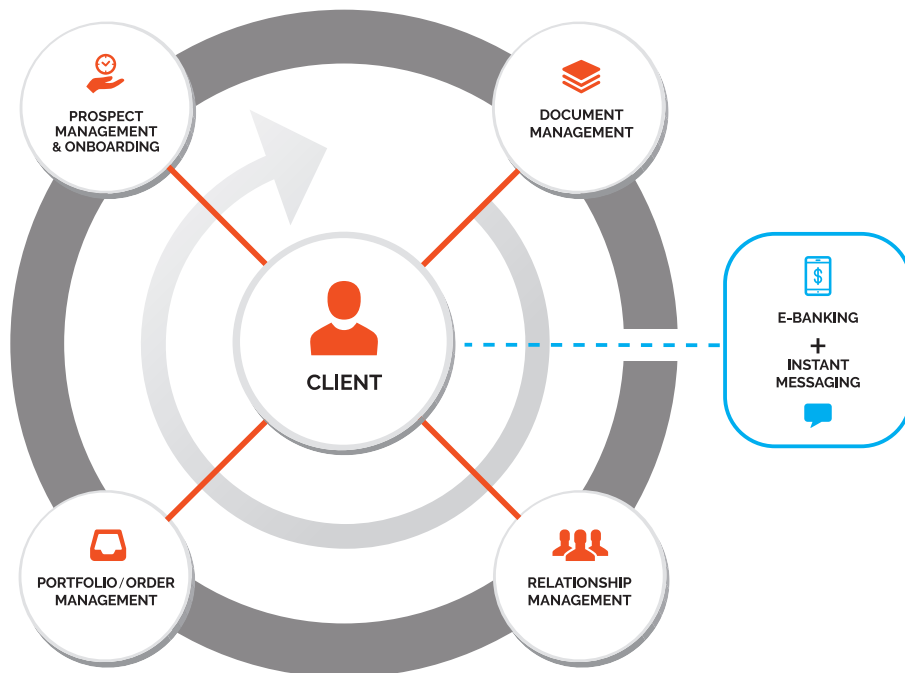 PROSPECT
MANAGEMENT
& ONBOARDING
DOCUMENT
MANAGEMENT
$
E-BANKING
+
INSTANT
MESSAGING
CLIENT
PORTFOLIO/ORDER
MANAGEMENT
RELATIONSHIP
MANAGEMENT